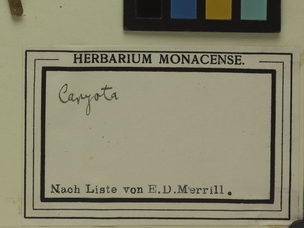 HERBARIUM MONACENSE.
Caryota
Nach Liste von E.D.Merrill.